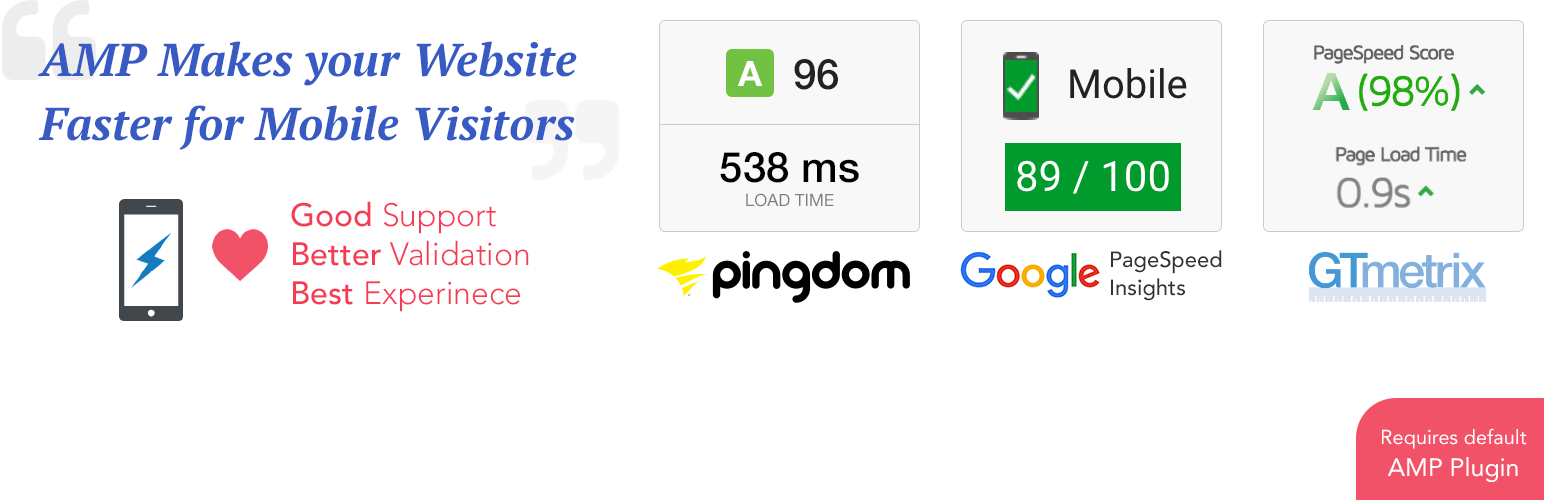 AMP Makes your Website
Faster for Mobile Visitors
Good Support
Better Validation
Best Experinece
A 96
538 ms
LOAD TIME
pingdom
Mobile
89 / 100
Google PageSpeed
Insights
PageSpeed Score
A (98%)
Page Load Time
0.9s
GTmetrix
Requires default
AMP Plugin